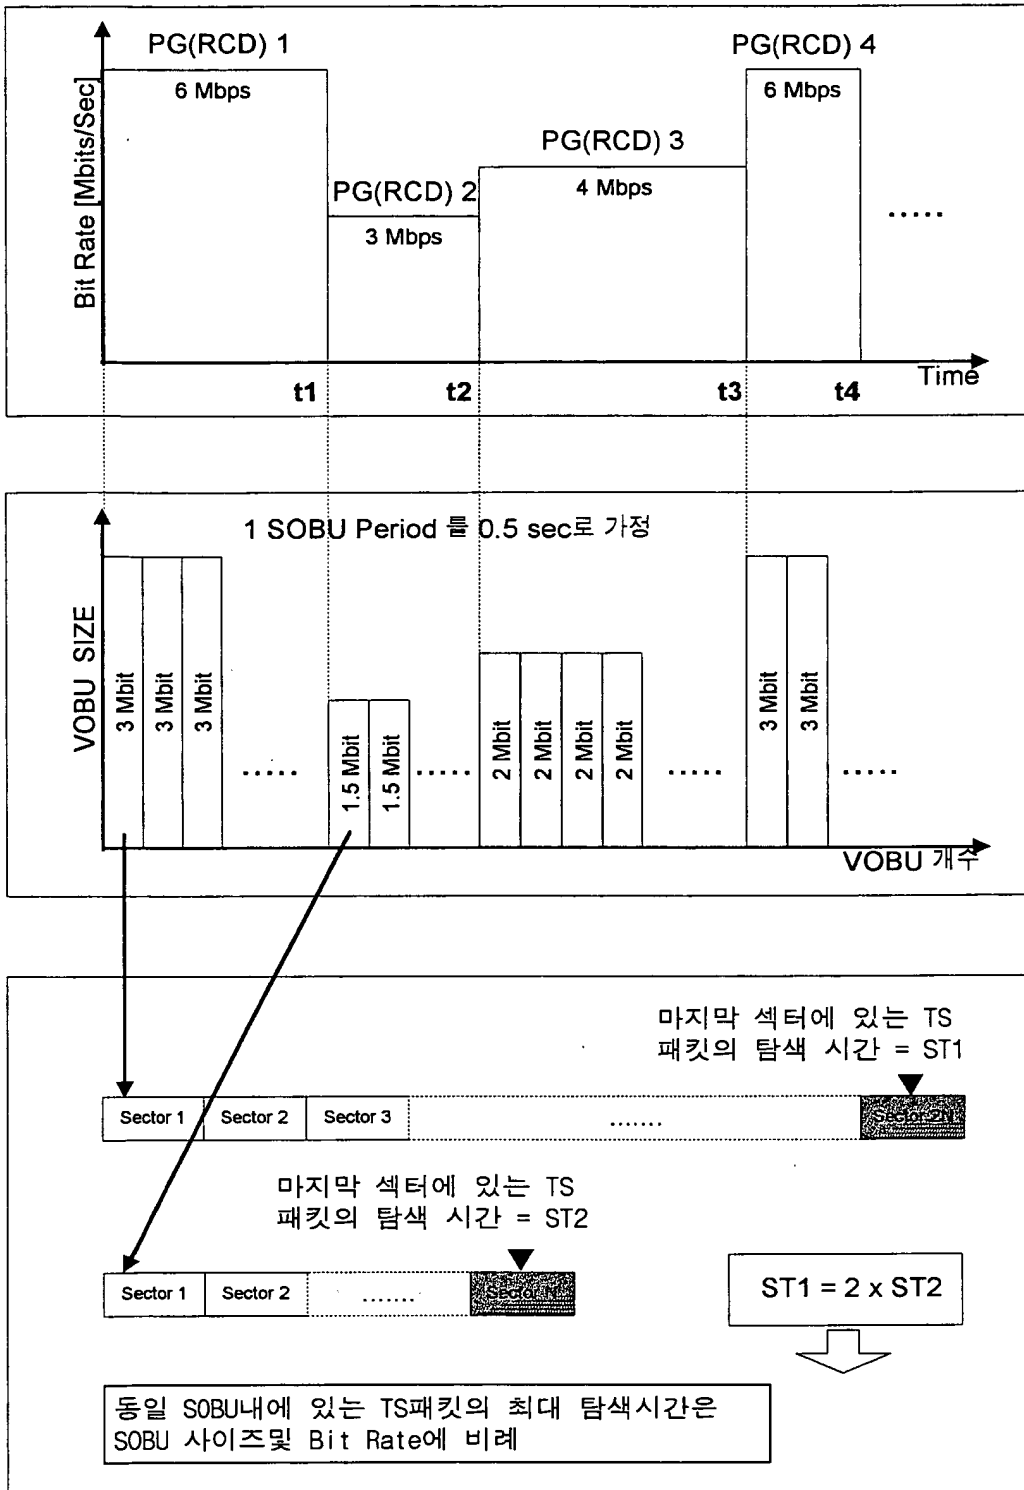 PG(RCD) 1
PG(RCD) 4
6 Mbps
6 Mbps
PG(RCD) 3
PG(RCD) 2
4 Mbps
3 Mbps
.....
Bit Rate [Mbits/Sec]
t1
t2
t3
t4
Time
1 SOBU Period 를 0.5 sec로 가정
VOBU SIZE
3 Mbit
3 Mbit
3 Mbit
.....
1.5 Mbit
1.5 Mbit
.....
2 Mbit
2 Mbit
2 Mbit
2 Mbit
.....
3 Mbit
3 Mbit
.....
VOBU 개수
마지막 섹터에 있는 TS
패킷의 탐색 시간 = ST1
Sector 1
Sector 2
Sector 3
.......
Sector 2N
마지막 섹터에 있는 TS
패킷의 탐색 시간 = ST2
Sector 1
Sector 2
.......
Sector N
ST1 = 2 x ST2
동일 SOBU내에 있는 TS패킷의 최대 탐색시간은
SOBU 사이즈및 Bit Rate에 비례